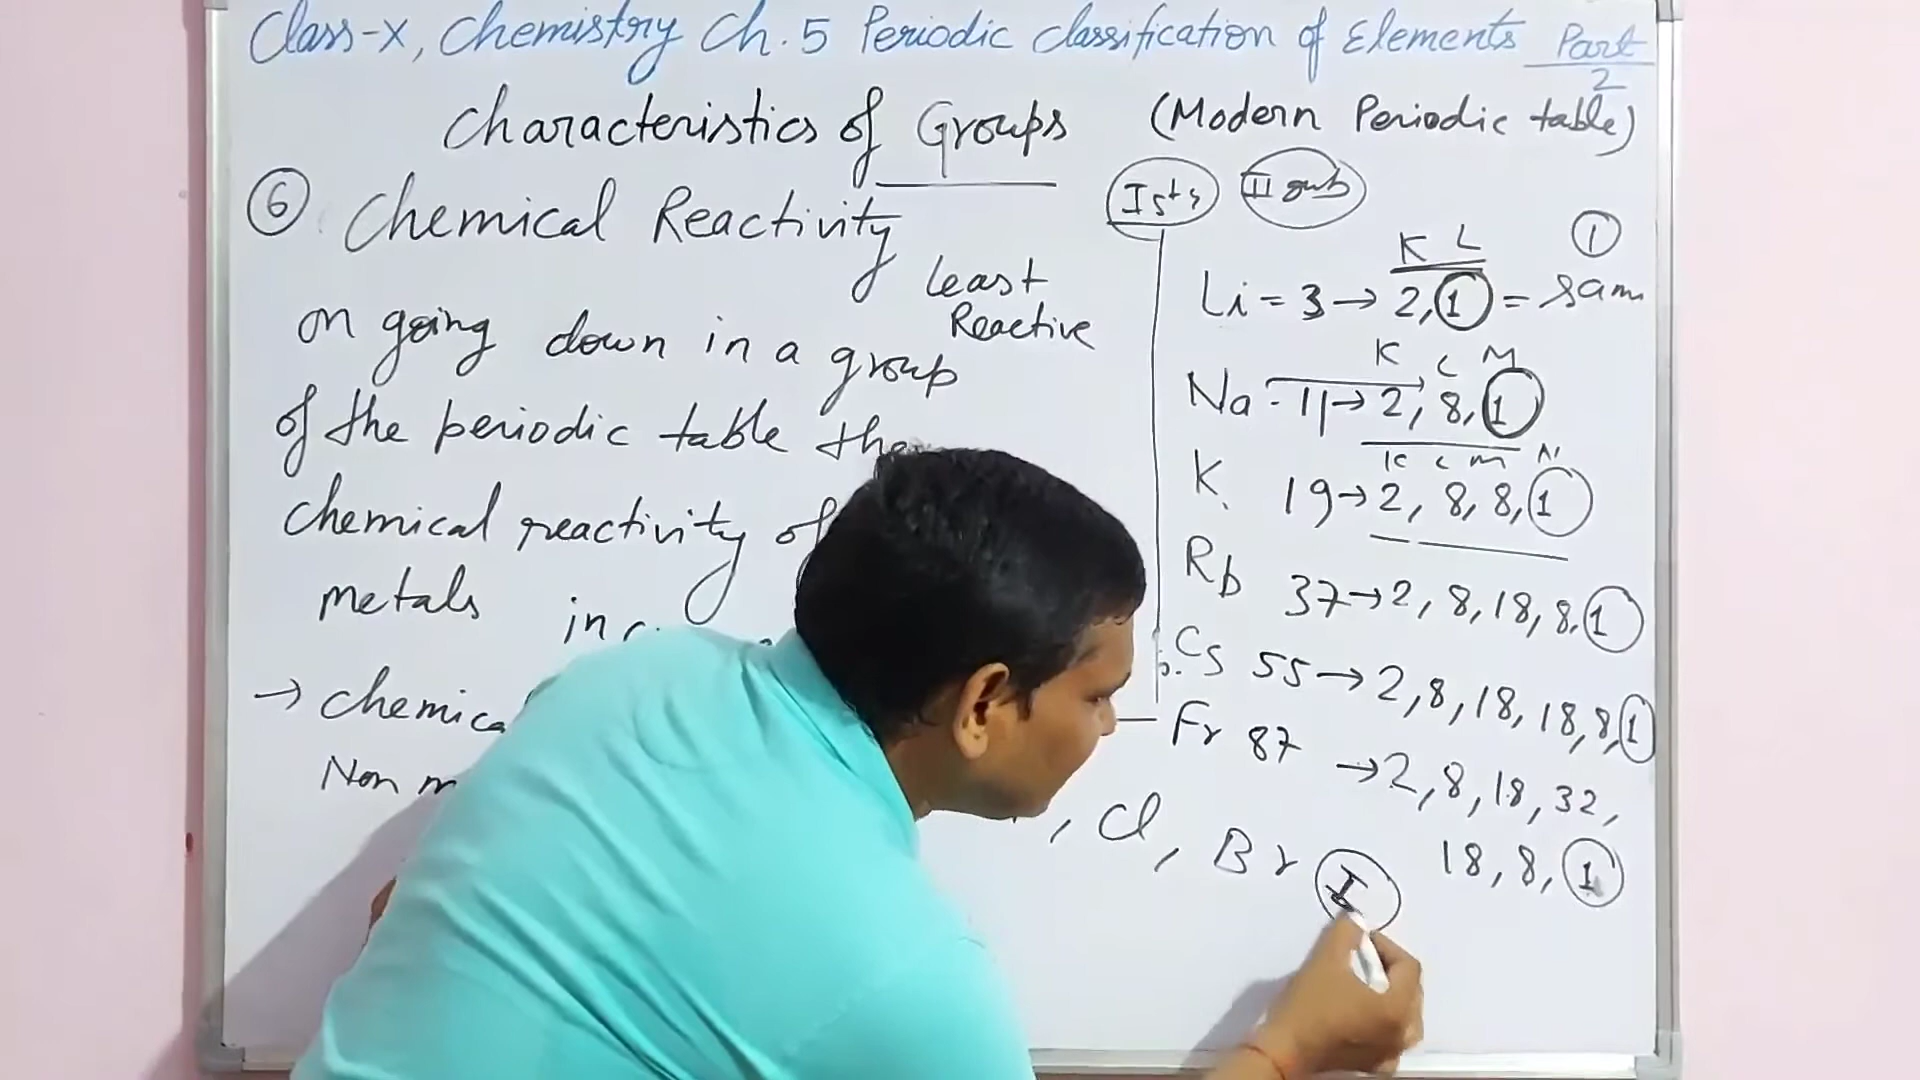 Class-X, Chemistry Ch. 5 Periodic classification of Elements Part 2
Characteristics of Groups (Modern Periodic table)
⑥ Chemical Reactivity
on going down in a group
of the periodic table the
chemical reactivity of
metals
→ chemica
Non m
Least
Reactive
K L ①
Li = 3 → 2, 1 = sam
K L M
Na - 11 → 2, 8, 1
K L M N
K. 19 → 2, 8, 8, 1
Rb 37 → 2, 8, 18, 8, 1
Cs 55 → 2, 8, 18, 18, 8, 1
Fr 87 → 2, 8, 18, 32,
18, 8, 1
, Cl, Br I